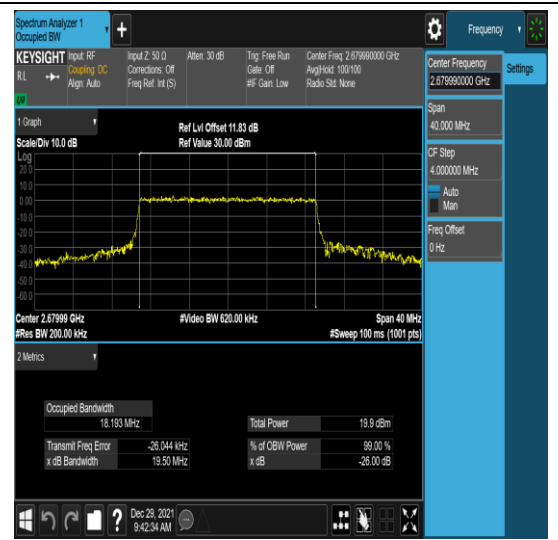 Spectrum Analyzer 1
Occupied BW
Frequency
KEYSIGHT
Input: RF
Input Z: 50 Ω
Atten: 30 dB
Trig: Free Run
Center Freq: 2.679990000 GHz
RL
Coupling: DC
Corrections: Off
Gate: Off
Avg|Hold: 100/100
Align: Auto
Freq Ref: Int (S)
#IF Gain: Low
Radio Std: None
Center Frequency
2.679990000 GHz
Settings
Span
40.000 MHz
CF Step
4.000000 MHz
Auto
Man
Freq Offset
0 Hz
1 Graph
Ref Lvl Offset 11.83 dB
Scale/Div 10.0 dB
Ref Value 30.00 dBm
Log
20.0
10.0
0.00
-10.0
-20.0
-30.0
-40.0
-50.0
-60.0
Center 2.67999 GHz
#Video BW 620.00 kHz
Span 40 MHz
#Res BW 200.00 kHz
#Sweep 100 ms (1001 pts)
2 Metrics
Occupied Bandwidth
18.193 MHz
Total Power
19.9 dBm
Transmit Freq Error
-26.044 kHz
% of OBW Power
99.00 %
x dB Bandwidth
19.50 MHz
x dB
-26.00 dB
?
Dec 29, 2021
9:42:34 AM